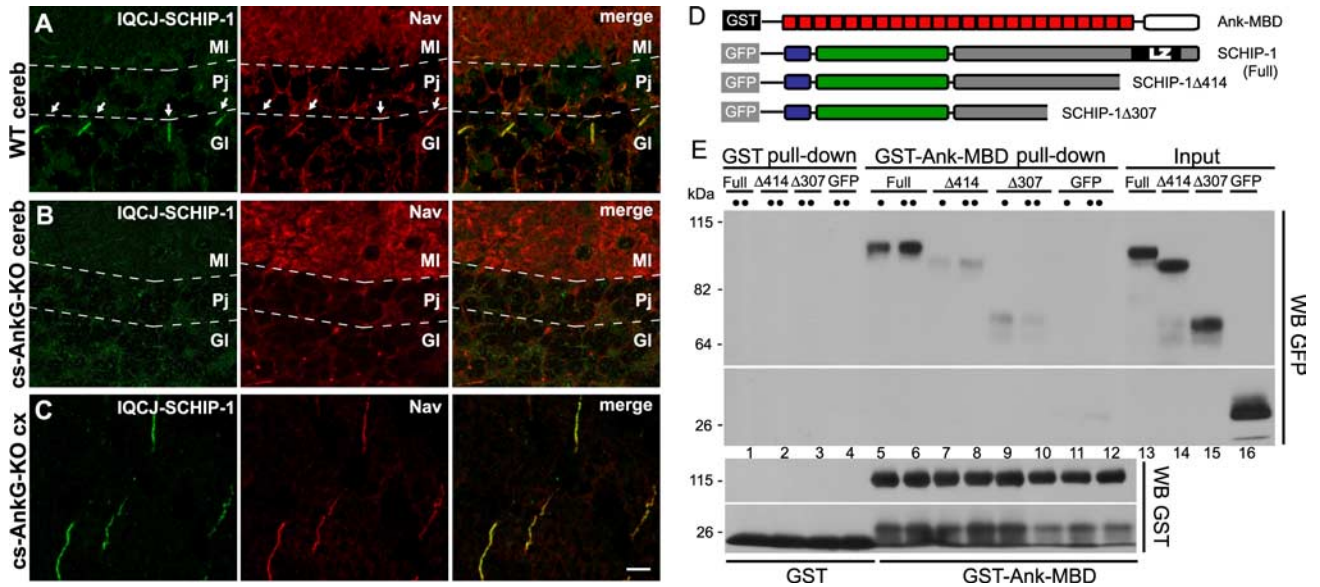 A
IQCJ-SCHIP-1
Nav
merge
Ml
Ml
Ml
Pj
Pj
Pj
Gl
Gl
Gl
WT cereb
B
IQCJ-SCHIP-1
Nav
merge
Ml
Ml
Ml
Pj
Pj
Pj
Gl
Gl
Gl
cs-AnkG-KO cereb
C
IQCJ-SCHIP-1
Nav
merge
cs-AnkG-KO cx
D
GST
Ank-MBD
GFP
LZ
SCHIP-1
(Full)
GFP
SCHIP-1Δ414
GFP
SCHIP-1Δ307
E
GST pull-down
GST-Ank-MBD pull-down
Input
Full Δ414 Δ307 GFP
Full Δ414 Δ307 GFP
Full Δ414 Δ307 GFP
kDa
115 -
82 -
64 -
26 -
WB GFP
1 2 3 4 5 6 7 8 9 10 11 12 13 14 15 16
115 -
26 -
WB GST
GST
GST-Ank-MBD